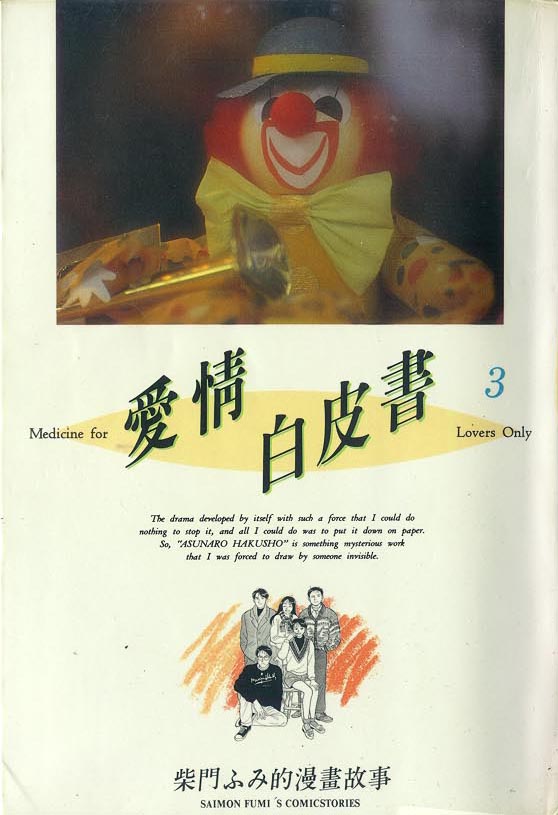 愛情白皮書
3
Medicine for
Lovers Only
The drama developed by itself with such a force that I could do
nothing to stop it, and all I could do was to put it down on paper.
So, "ASUNARO HAKUSHO" is something mysterious work
that I was forced to draw by someone invisible.
柴門ふみ的漫畫故事
SAIMON FUMI 'S COMICSTORIES